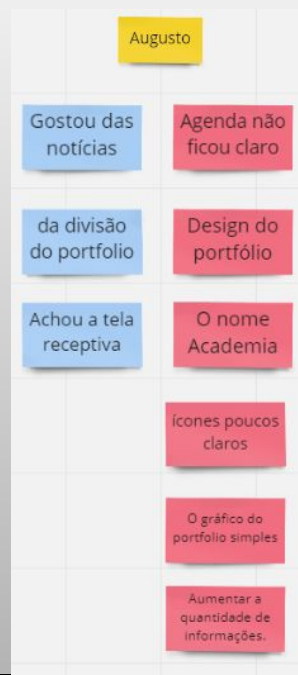 Augusto
Gostou das
notícias
Agenda não
ficou claro
da divisão
do portfolio
Design do
portfólio
Achou a tela
receptiva
O nome
Academia
ícones poucos
claros
O gráfico do
portfolio simples
Aumentar a
quantidade de
informações.